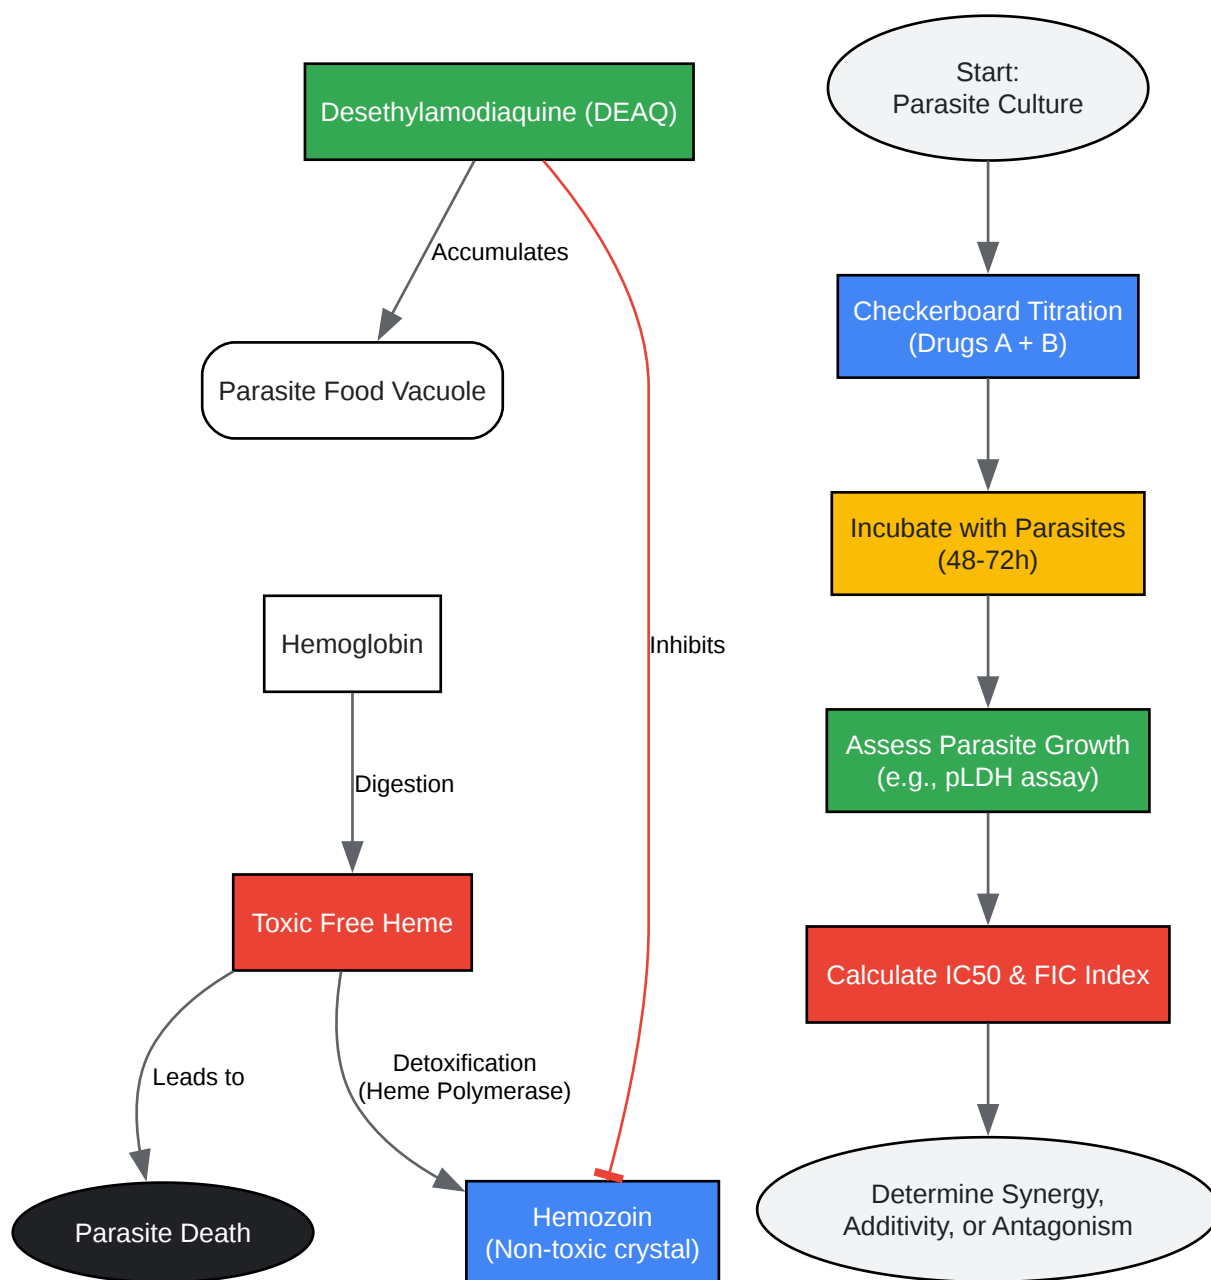 Desethylamodiaquine (DEAQ)
Accumulates
Parasite Food Vacuole
Hemoglobin
Inhibits
Digestion
Toxic Free Heme
Leads to
Detoxification
(Heme Polymerase)
Parasite Death
Hemozoin
(Non-toxic crystal)
Start:
Parasite Culture
Checkerboard Titration
(Drugs A + B)
Incubate with Parasites
(48-72h)
Assess Parasite Growth
(e.g., pLDH assay)
Calculate IC50 & FIC Index
Determine Synergy,
Additivity, or Antagonism